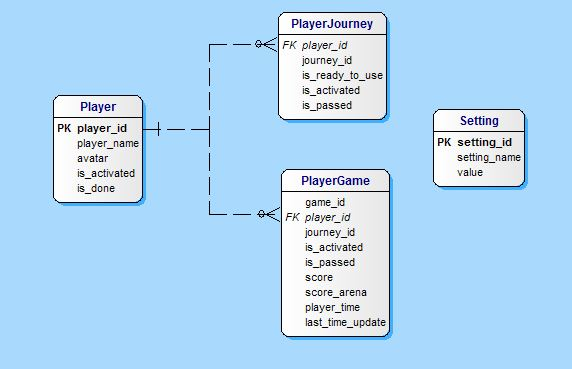 PlayerJourney
FK player_id
journey_id
is_ready_to_use
is_activated
is_passed
Player
PK player_id
player_name
avatar
is_activated
is_done
Setting
PK setting_id
setting_name
value
PlayerGame
game_id
FK player_id
journey_id
is_activated
is_passed
score
score_arena
player_time
last_time_update